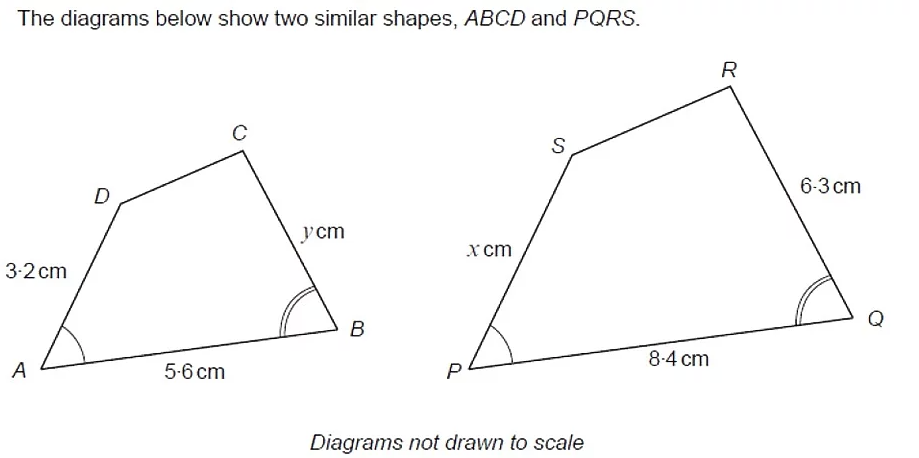 The diagrams below show two similar shapes, ABCD and PQRS.
R
C
S
D
6·3 cm
y cm
x cm
3·2 cm
B
Q
8·4 cm
A
5·6 cm
P
Diagrams not drawn to scale